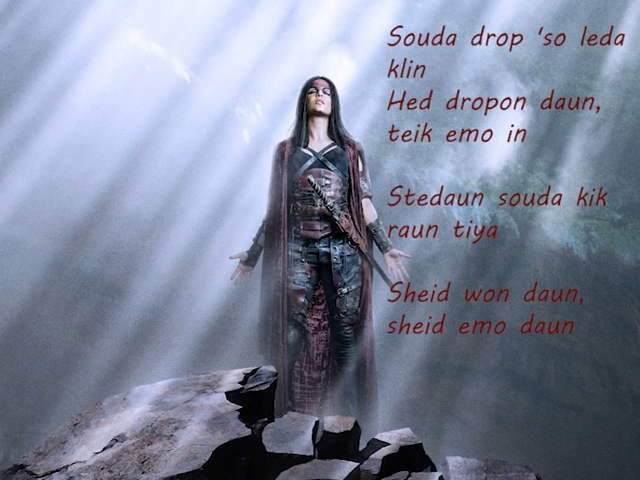 Souda drop 'so leda
klin
Hed dropon daun,
teik emo in
Stedaun souda kik
raun tiya
Sheid won daun,
sheid emo daun